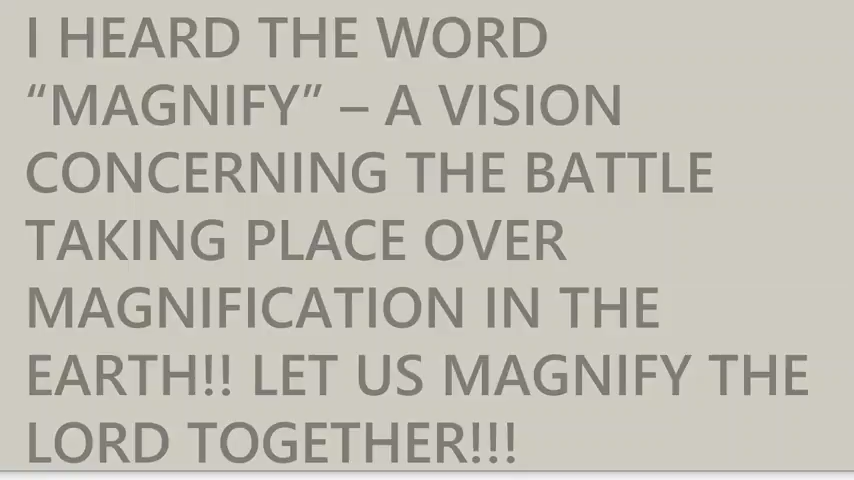 I HEARD THE WORD
“MAGNIFY” – A VISION
CONCERNING THE BATTLE
TAKING PLACE OVER
MAGNIFICATION IN THE
EARTH!! LET US MAGNIFY THE
LORD TOGETHER!!!